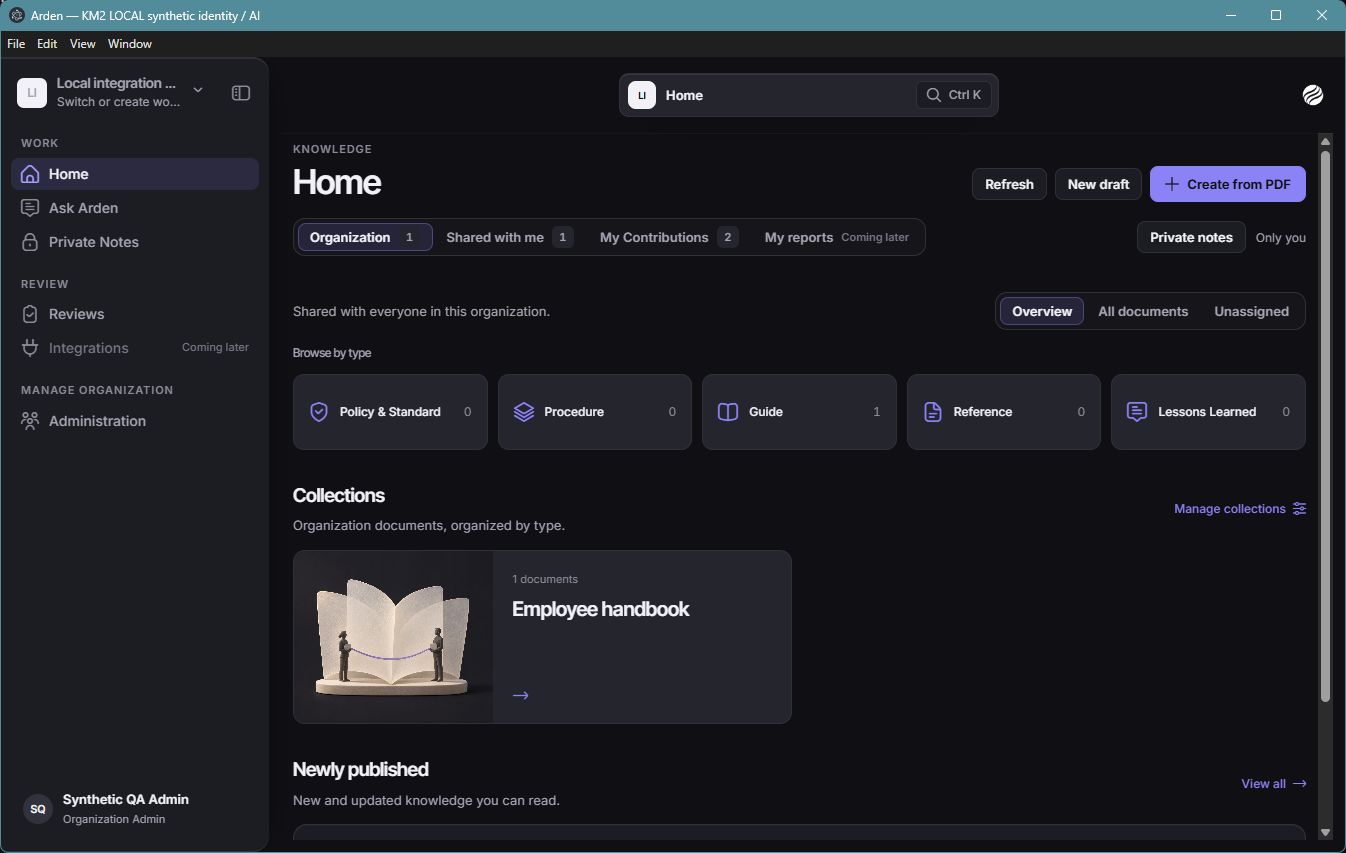 Arden — KM2 LOCAL synthetic identity / AI
File Edit View Window
LI
Local integration ...
Switch or create wo...
WORK
Home
Ask Arden
Private Notes
REVIEW
Reviews
Integrations Coming later
MANAGE ORGANIZATION
Administration
SQ
Synthetic QA Admin
Organization Admin
LI Home Ctrl K
KNOWLEDGE
Home
Refresh New draft Create from PDF
Organization 1 Shared with me 1 My Contributions 2 My reports Coming later
Private notes Only you
Shared with everyone in this organization.
Overview All documents Unassigned
Browse by type
Policy & Standard 0 Procedure 0 Guide 1 Reference 0 Lessons Learned 0
Collections
Manage collections
Organization documents, organized by type.
1 documents
Employee handbook
Newly published
View all
New and updated knowledge you can read.